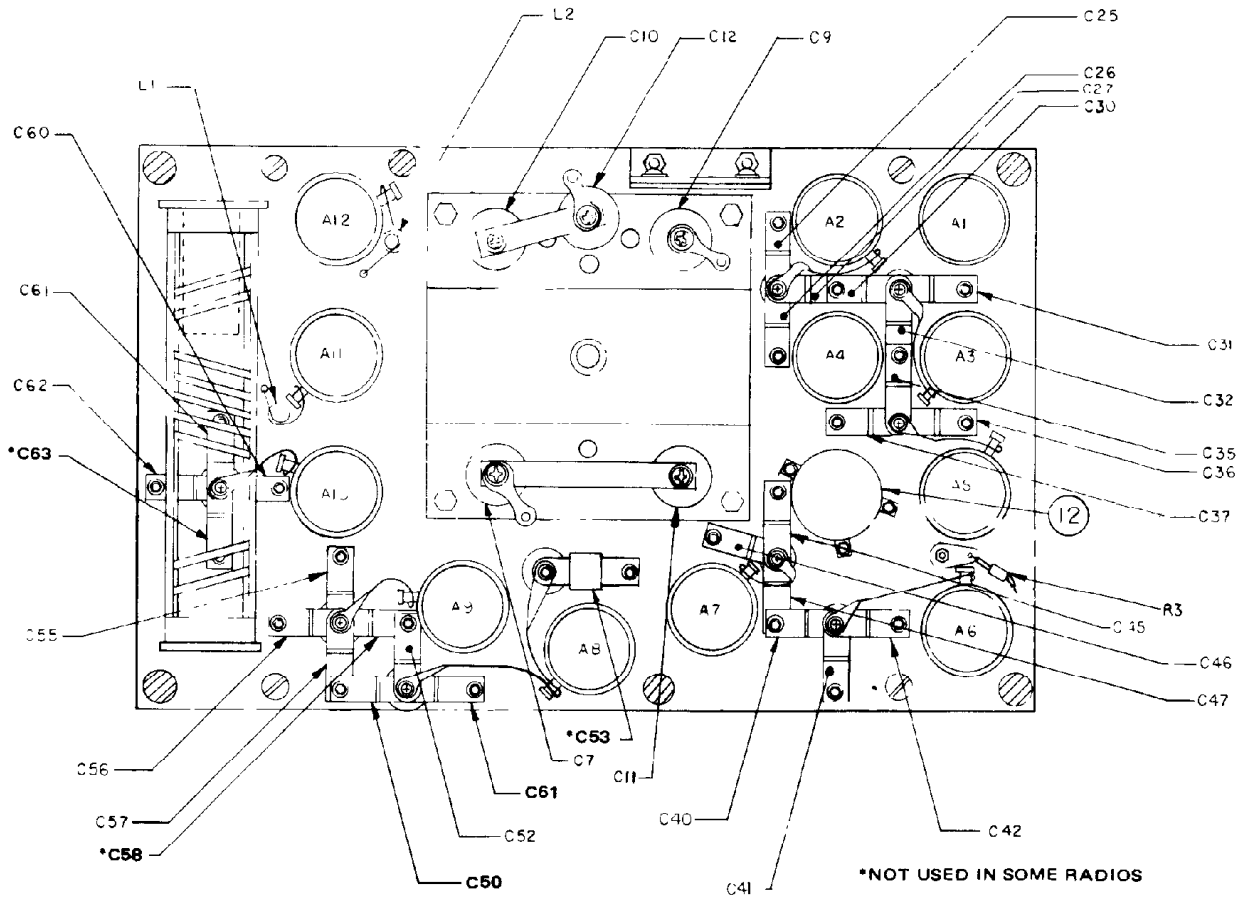 L2
C25
C10
C12
C9
C26
C27
C30
L1
C60
A12
A2
A1
C61
C31
A11
A4
A3
C62
C32
*C63
C35
C36
A10
A5
12
C37
C55
A9
A7
R3
C45
A8
A6
C46
C47
*C53
C7
C56
C11
C61
C57
C52
C40
C42
*C58
C50
C41
*NOT USED IN SOME RADIOS